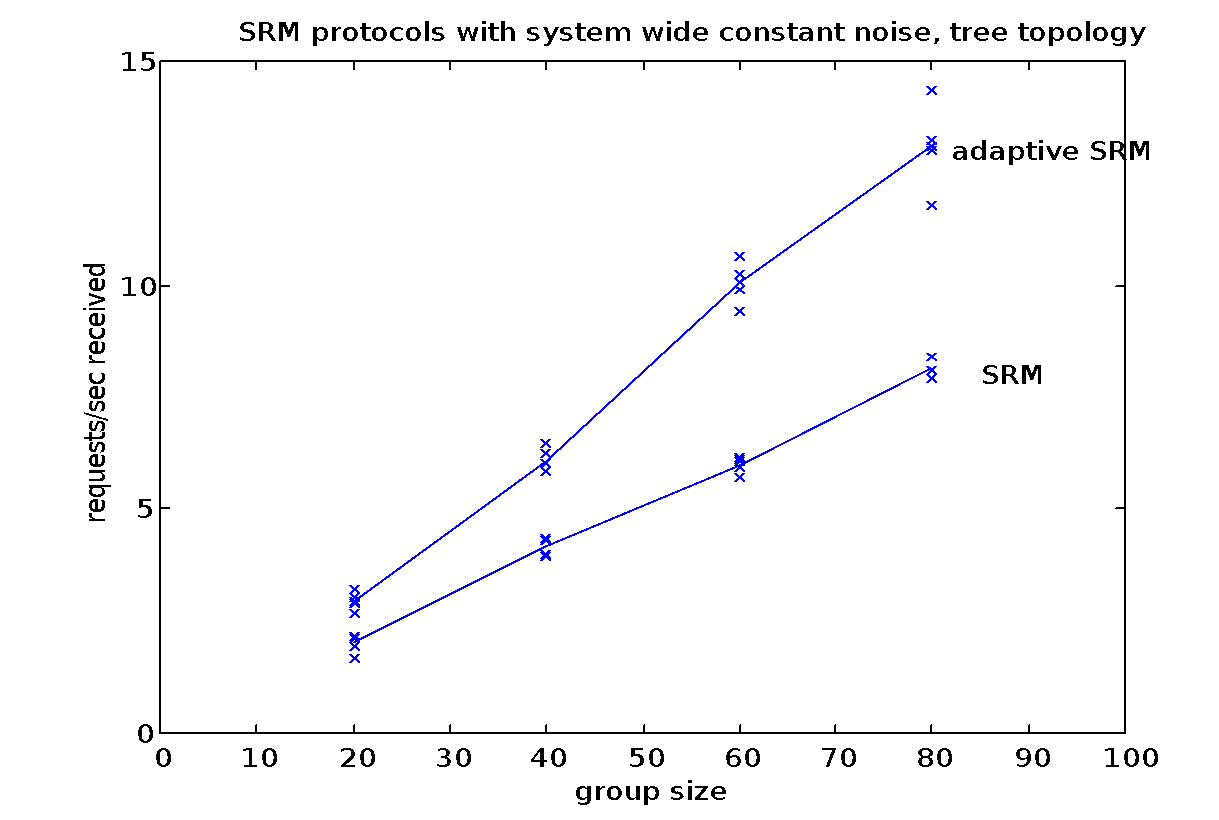 SRM protocols with system wide constant noise, tree topology
15
adaptive SRM
10
requests/sec received
SRM
5
0
0 10 20 30 40 50 60 70 80 90 100
group size